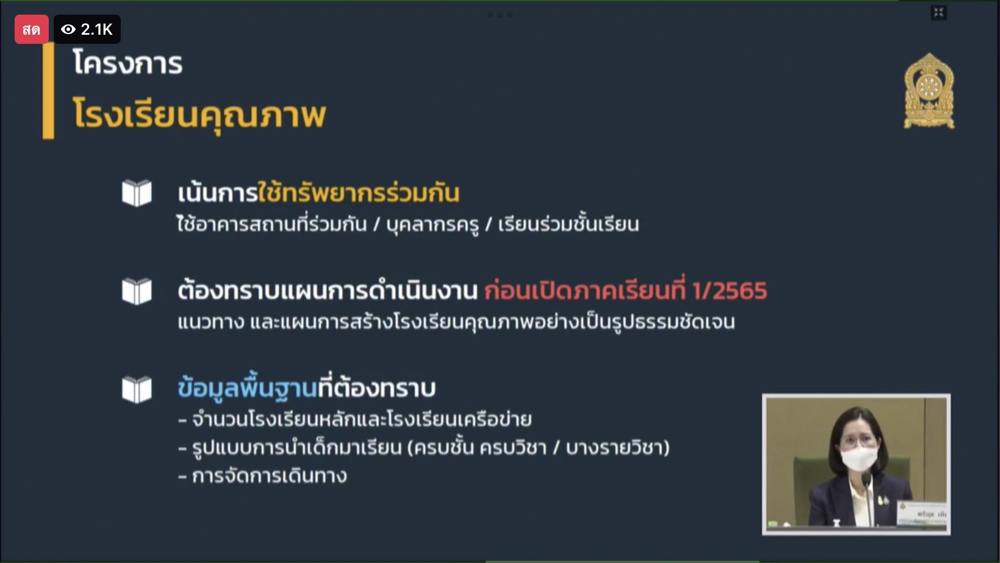 สด
2.1K
โครงการ
โรงเรียนคุณภาพ
เน้นการใช้ทรัพยากรร่วมกัน
ใช้อาคารสถานที่ร่วมกัน / บุคลากรครู / เรียนร่วมชั้นเรียน
ต้องทราบแผนการดำเนินงาน ก่อนเปิดภาคเรียนที่ 1/2565
แนวทาง และแผนการสร้างโรงเรียนคุณภาพอย่างเป็นรูปธรรมชัดเจน
ข้อมูลพื้นฐานที่ต้องทราบ
- จำนวนโรงเรียนหลักและโรงเรียนเครือข่าย
- รูปแบบการนำเด็กมาเรียน (ครบชั้น ครบวิชา / บางรายวิชา)
- การจัดการเดินทาง
ตรีนุช